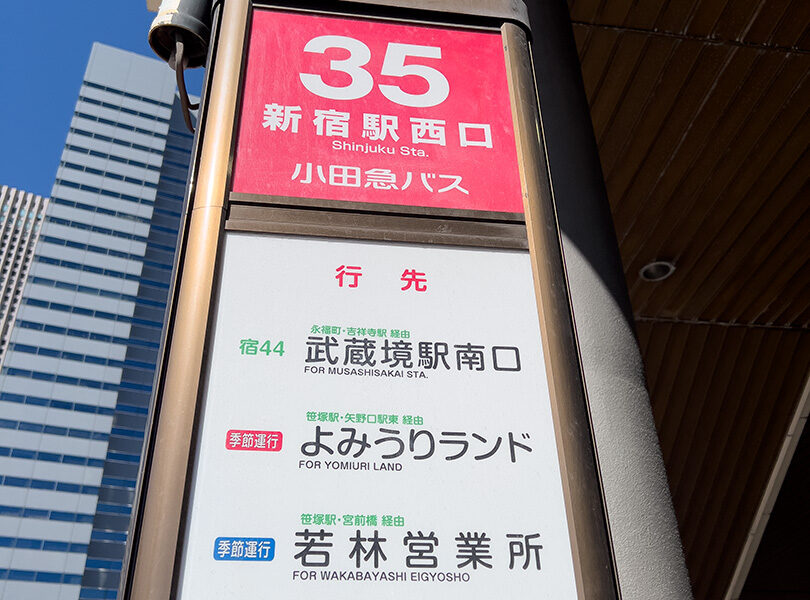 35
新宿駅西口
Shinjuku Sta.
小田急バス
行先
永福町・吉祥寺駅 経由
宿44 武蔵境駅南口
FOR MUSASHISAKAI STA.
笹塚駅・矢野口駅東 経由
季節運行 よみうりランド
FOR YOMIURI LAND
笹塚駅・宮前橋 経由
季節運行 若林営業所
FOR WAKABAYASHI EIGYOSHO